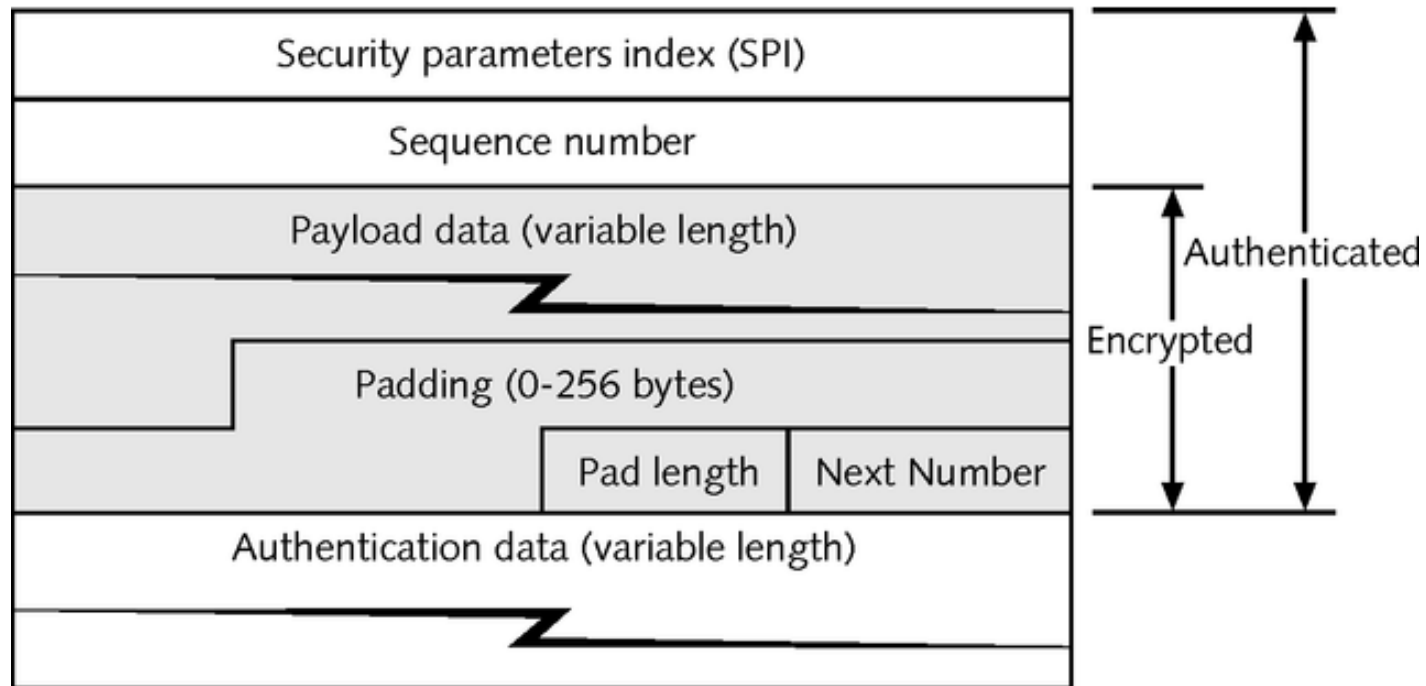 Security parameters index (SPI)
Sequence number
Payload data (variable length)
Authenticated
Encrypted
Padding (0-256 bytes)
Pad length
Next Number
Authentication data (variable length)